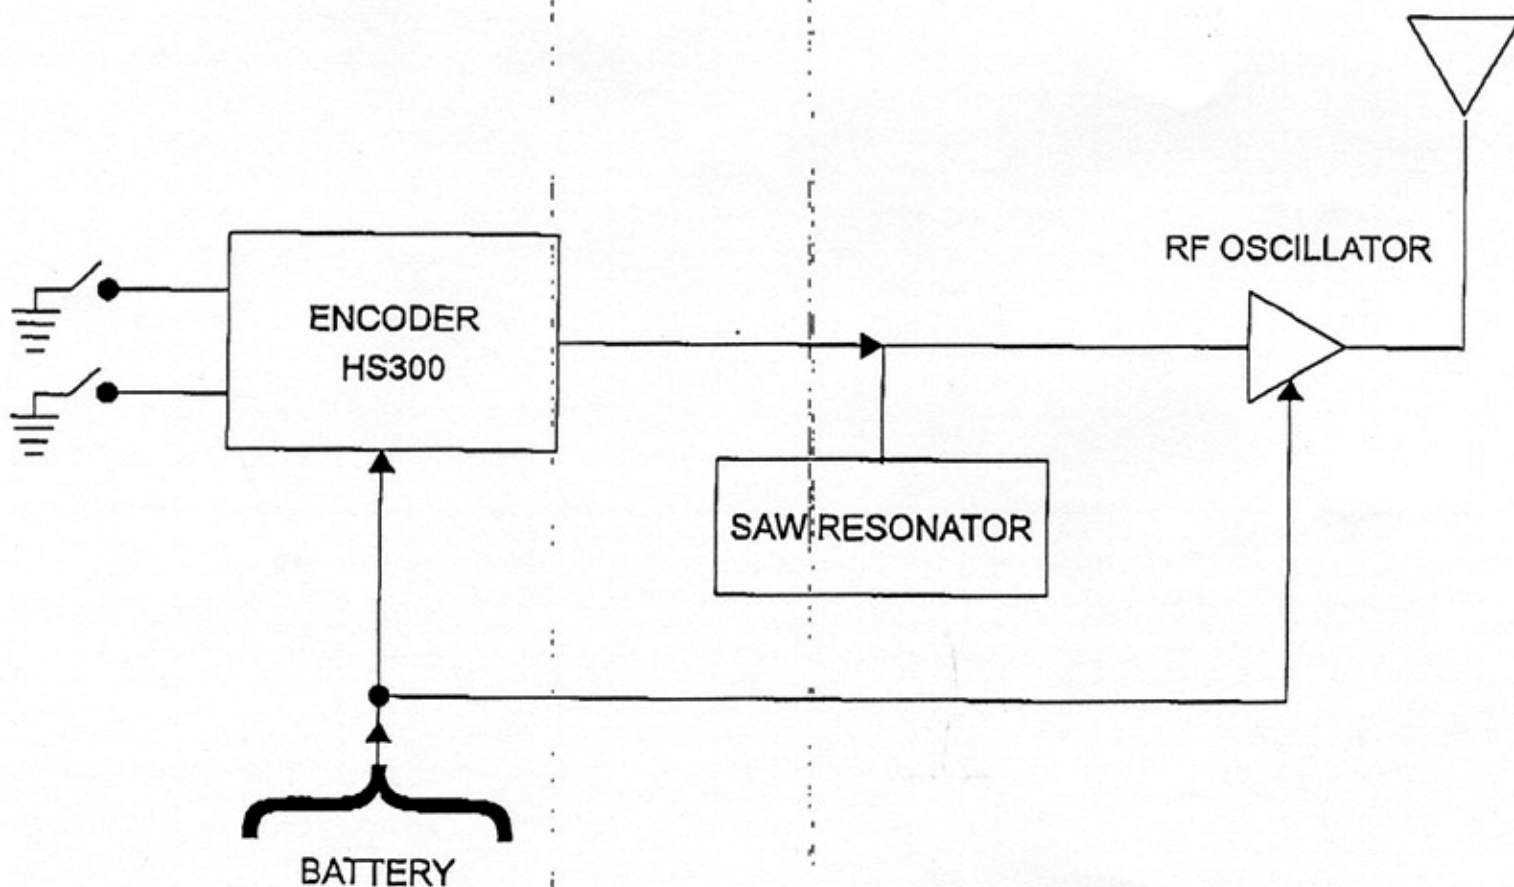 RF OSCILLATOR
ENCODER
HS300
SAW RESONATOR
BATTERY